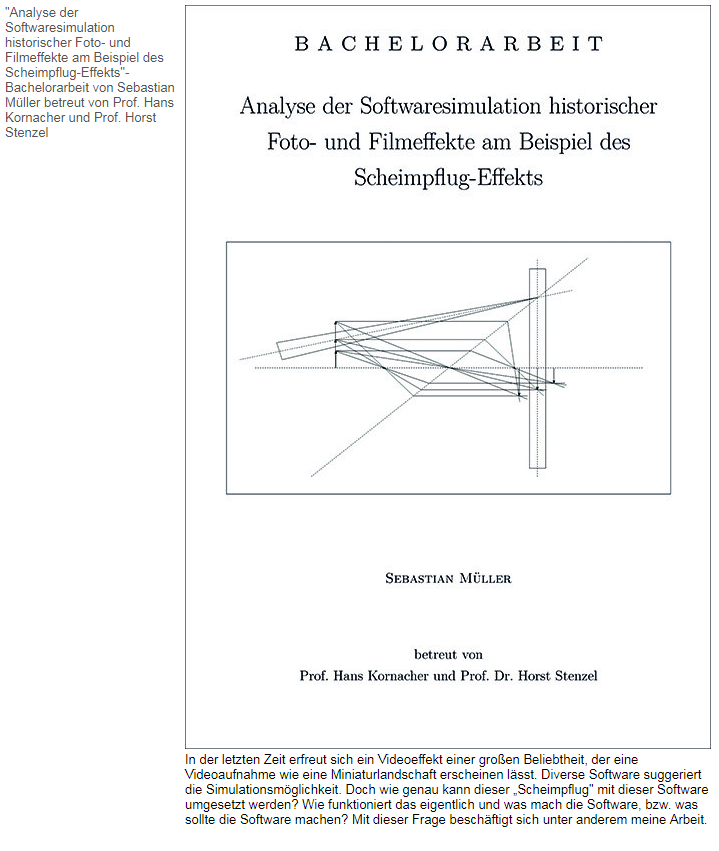 "Analyse der
Softwaresimulation
historischer Foto- und
Filmeffekte am Beispiel des
Scheimpflug-Effekts"-
Bachelorarbeit von Sebastian
Müller betreut von Prof. Hans
Kornacher und Prof. Horst
Stenzel
BACHELORARBEIT
Analyse der Softwaresimulation historischer
Foto- und Filmeffekte am Beispiel des
Scheimpflug-Effekts
Sebastian Müller
betreut von
Prof. Hans Kornacher und Prof. Dr. Horst Stenzel
In der letzten Zeit erfreut sich ein Videoeffekt einer großen Beliebtheit, der eine
Videoaufnahme wie eine Miniaturlandschaft erscheinen lässt. Diverse Software suggeriert
die Simulationsmöglichkeit. Doch wie genau kann dieser „Scheimpflug" mit dieser Software
umgesetzt werden? Wie funktioniert das eigentlich und was mach die Software, bzw. was
sollte die Software machen? Mit dieser Frage beschäftigt sich unter anderem meine Arbeit.